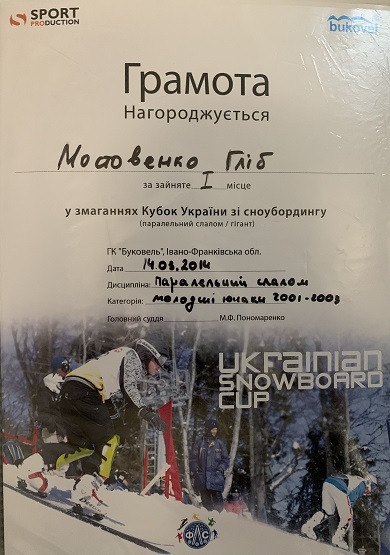 SPORT
PRODUCTION
bukovel
Грамота
Нагороджується
Мостовенко Гліб
за зайняте I місце
у змаганнях Кубок України зі сноубордингу
(паралельний слалом / гігант)
ГК "Буковель", Івано-Франківська обл.
Дата 14.03.2014
Дисципліна: Паралельний слалом
Категорія: молодші юнаки 2001-2003
Головний суддя М.Ф. Пономаренко
UKRAINIAN
SNOWBOARD
CUP